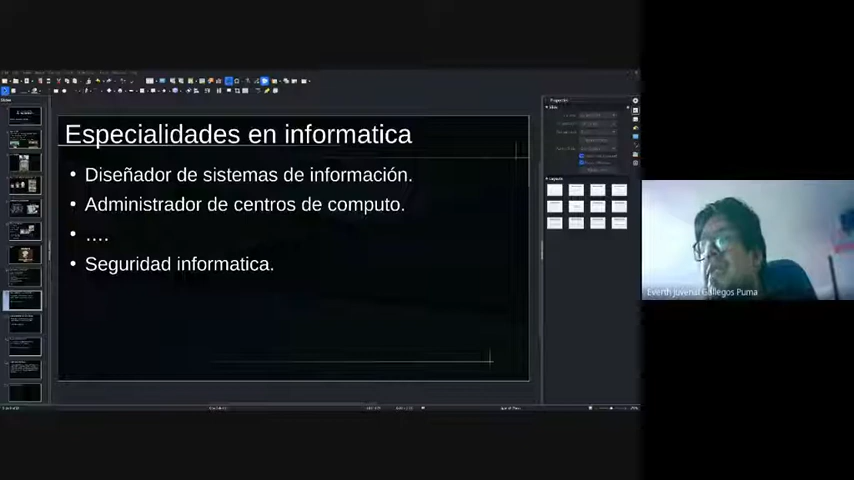 Especialidades en informatica
• Diseñador de sistemas de información.
• Administrador de centros de computo.
• ....
• Seguridad informatica.
Everth Juvenal Gallegos Puma